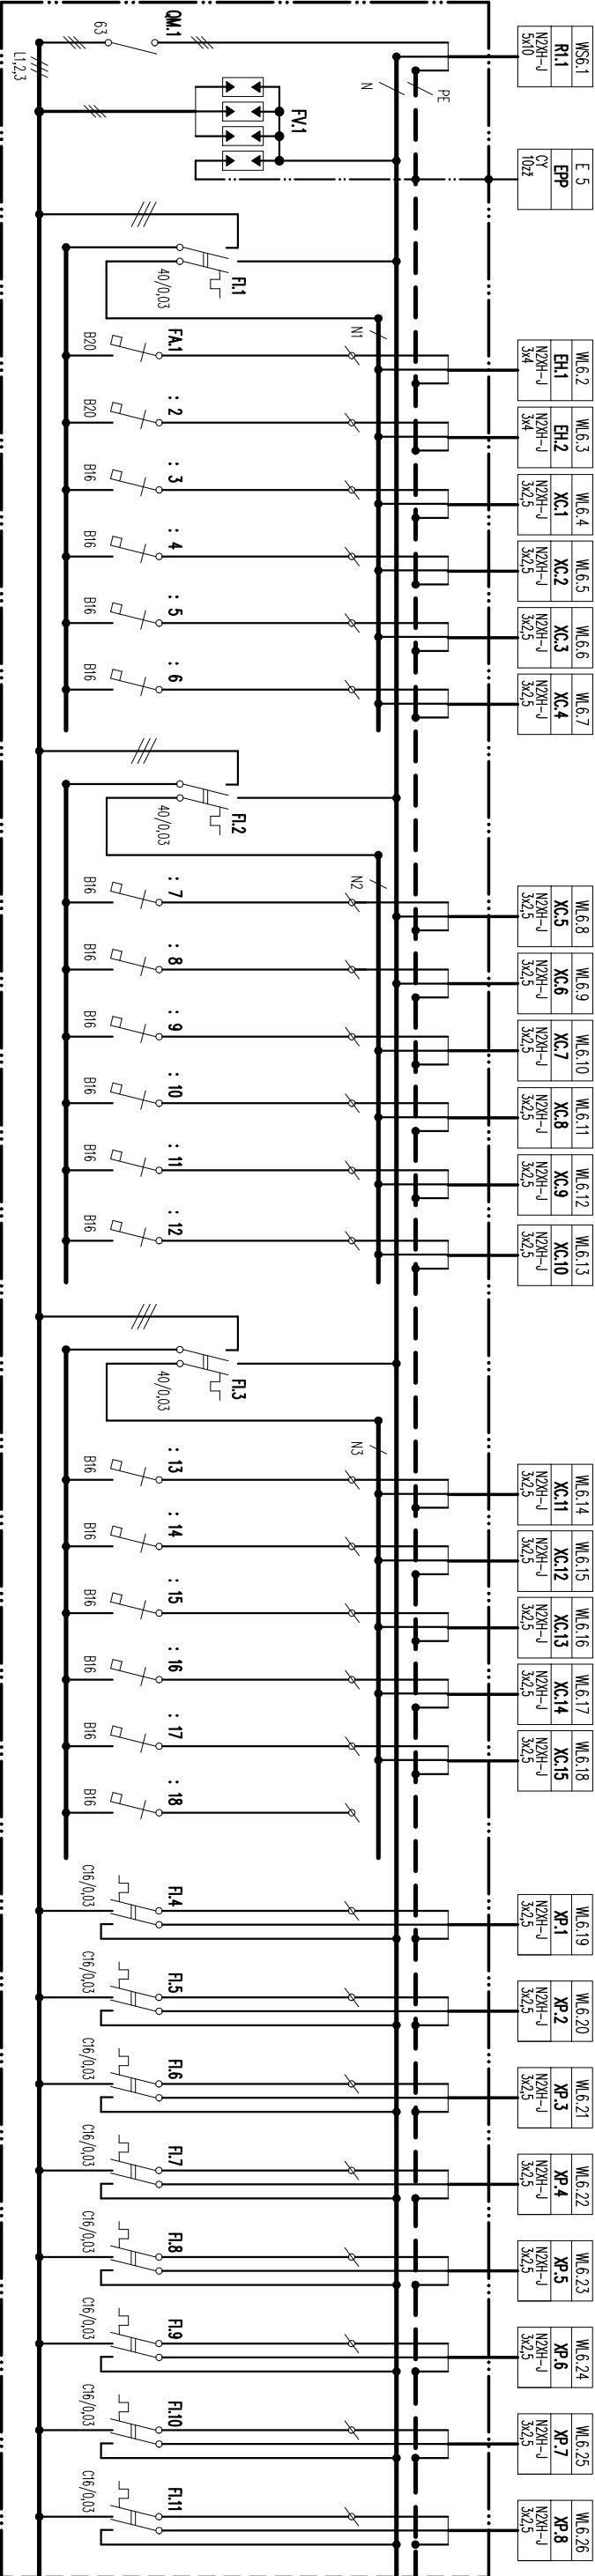 WS6.1
R1.1
N2XH-J
5x10
E 5
EPP
CY
10zž
WL6.2
EH.1
N2XH-J
3x4
WL6.3
EH.2
N2XH-J
3x4
WL6.4
XC.1
N2XH-J
3x2,5
WL6.5
XC.2
N2XH-J
3x2,5
WL6.6
XC.3
N2XH-J
3x2,5
WL6.7
XC.4
N2XH-J
3x2,5
WL6.8
XC.5
N2XH-J
3x2,5
WL6.9
XC.6
N2XH-J
3x2,5
WL6.10
XC.7
N2XH-J
3x2,5
WL6.11
XC.8
N2XH-J
3x2,5
WL6.12
XC.9
N2XH-J
3x2,5
WL6.13
XC.10
N2XH-J
3x2,5
WL6.14
XC.11
N2XH-J
3x2,5
WL6.15
XC.12
N2XH-J
3x2,5
WL6.16
XC.13
N2XH-J
3x2,5
WL6.17
XC.14
N2XH-J
3x2,5
WL6.18
XC.15
N2XH-J
3x2,5
WL6.19
XP.1
N2XH-J
3x2,5
WL6.20
XP.2
N2XH-J
3x2,5
WL6.21
XP.3
N2XH-J
3x2,5
WL6.22
XP.4
N2XH-J
3x2,5
WL6.23
XP.5
N2XH-J
3x2,5
WL6.24
XP.6
N2XH-J
3x2,5
WL6.25
XP.7
N2XH-J
3x2,5
WL6.26
XP.8
N2XH-J
3x2,5
PE
N
N1
N2
N3
QM.1
63
L1,2,3
FV.1
FI.1
40/0,03
FA.1
B20
: 2
B20
: 3
B16
: 4
B16
: 5
B16
: 6
B16
FI.2
40/0,03
: 7
B16
: 8
B16
: 9
B16
: 10
B16
: 11
B16
: 12
B16
FI.3
40/0,03
: 13
B16
: 14
B16
: 15
B16
: 16
B16
: 17
B16
: 18
B16
FI.4
C16/0,03
FI.5
C16/0,03
FI.6
C16/0,03
FI.7
C16/0,03
FI.8
C16/0,03
FI.9
C16/0,03
FI.10
C16/0,03
FI.11
C16/0,03